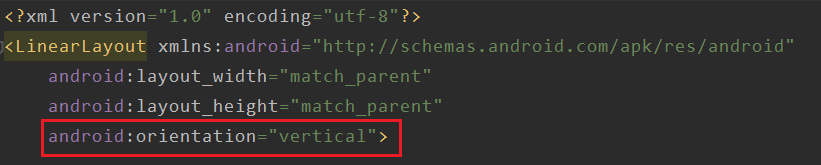 <?xml version="1.0" encoding="utf-8"?>
<LinearLayout xmlns:android="http://schemas.android.com/apk/res/android"
    android:layout_width="match_parent"
    android:layout_height="match_parent"
    android:orientation="vertical">